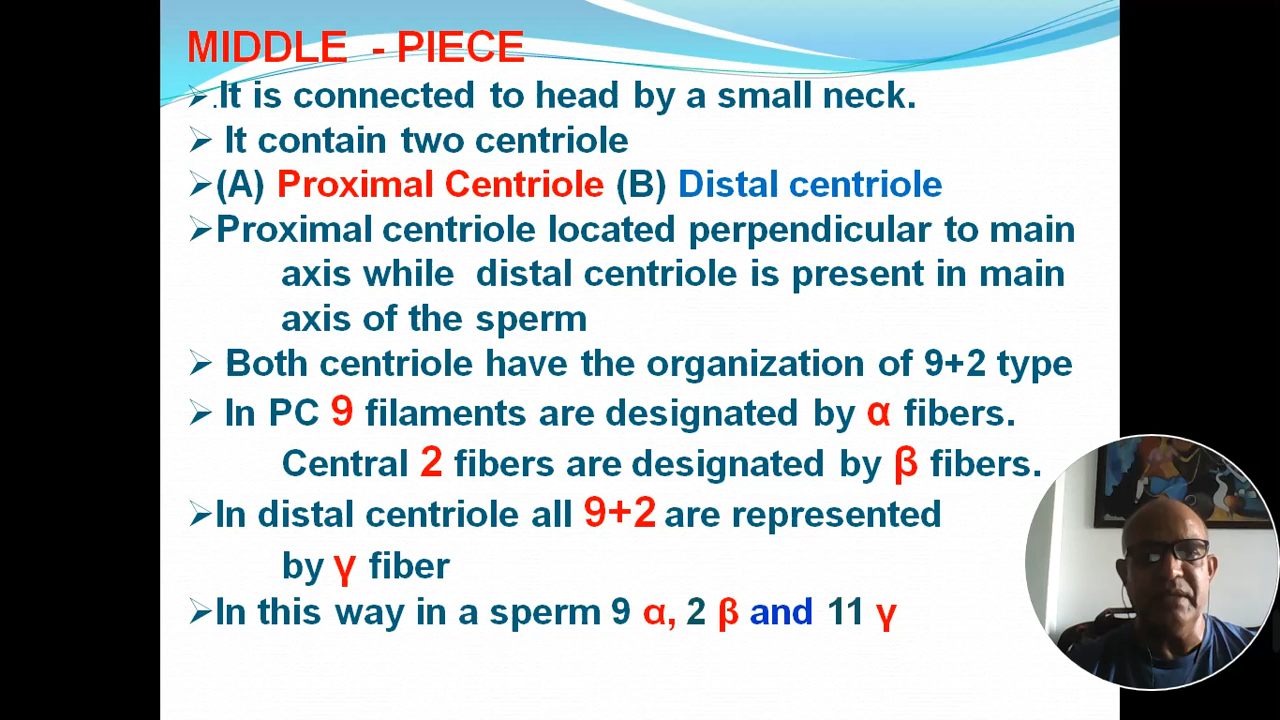 MIDDLE - PIECE
.It is connected to head by a small neck.
It contain two centriole
(A) Proximal Centriole (B) Distal centriole
Proximal centriole located perpendicular to main
axis while distal centriole is present in main
axis of the sperm
Both centriole have the organization of 9+2 type
In PC 9 filaments are designated by α fibers.
Central 2 fibers are designated by β fibers.
In distal centriole all 9+2 are represented
by γ fiber
In this way in a sperm 9 α, 2 β and 11 γ